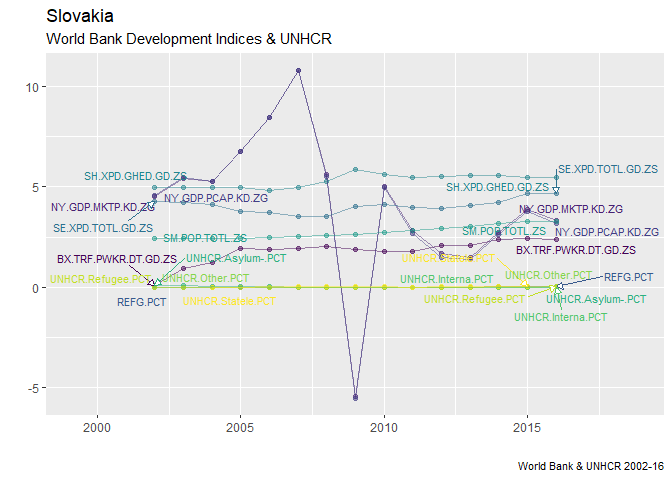 Slovakia
World Bank Development Indices & UNHCR
10
5
0
-5
SH.XPD.GHED.GD.ZS
NY.GDP.PCAP.KD.ZG
NY.GDP.MKTP.KD.ZG
SE.XPD.TOTL.GD.ZS
SM.POP.TOTL.ZS
BX.TRF.PWKR.DT.GD.ZS
UNHCR.Asylum-.PCT
UNHCR.Refugee.PCT
UNHCR.Other.PCT
REFG.PCT
UNHCR.Statele.PCT
SE.XPD.TOTL.GD.ZS
SH.XPD.GHED.GD.ZS
NY.GDP.MKTP.KD.ZG
SM.POP.TOTL.ZS
NY.GDP.PCAP.KD.ZG
BX.TRF.PWKR.DT.GD.ZS
UNHCR.Interna.PCT
UNHCR.Other.PCT
REFG.PCT
UNHCR.Refugee.PCT
UNHCR.Asylum-.PCT
UNHCR.Interna.PCT
2000
2005
2010
2015
World Bank & UNHCR 2002-16